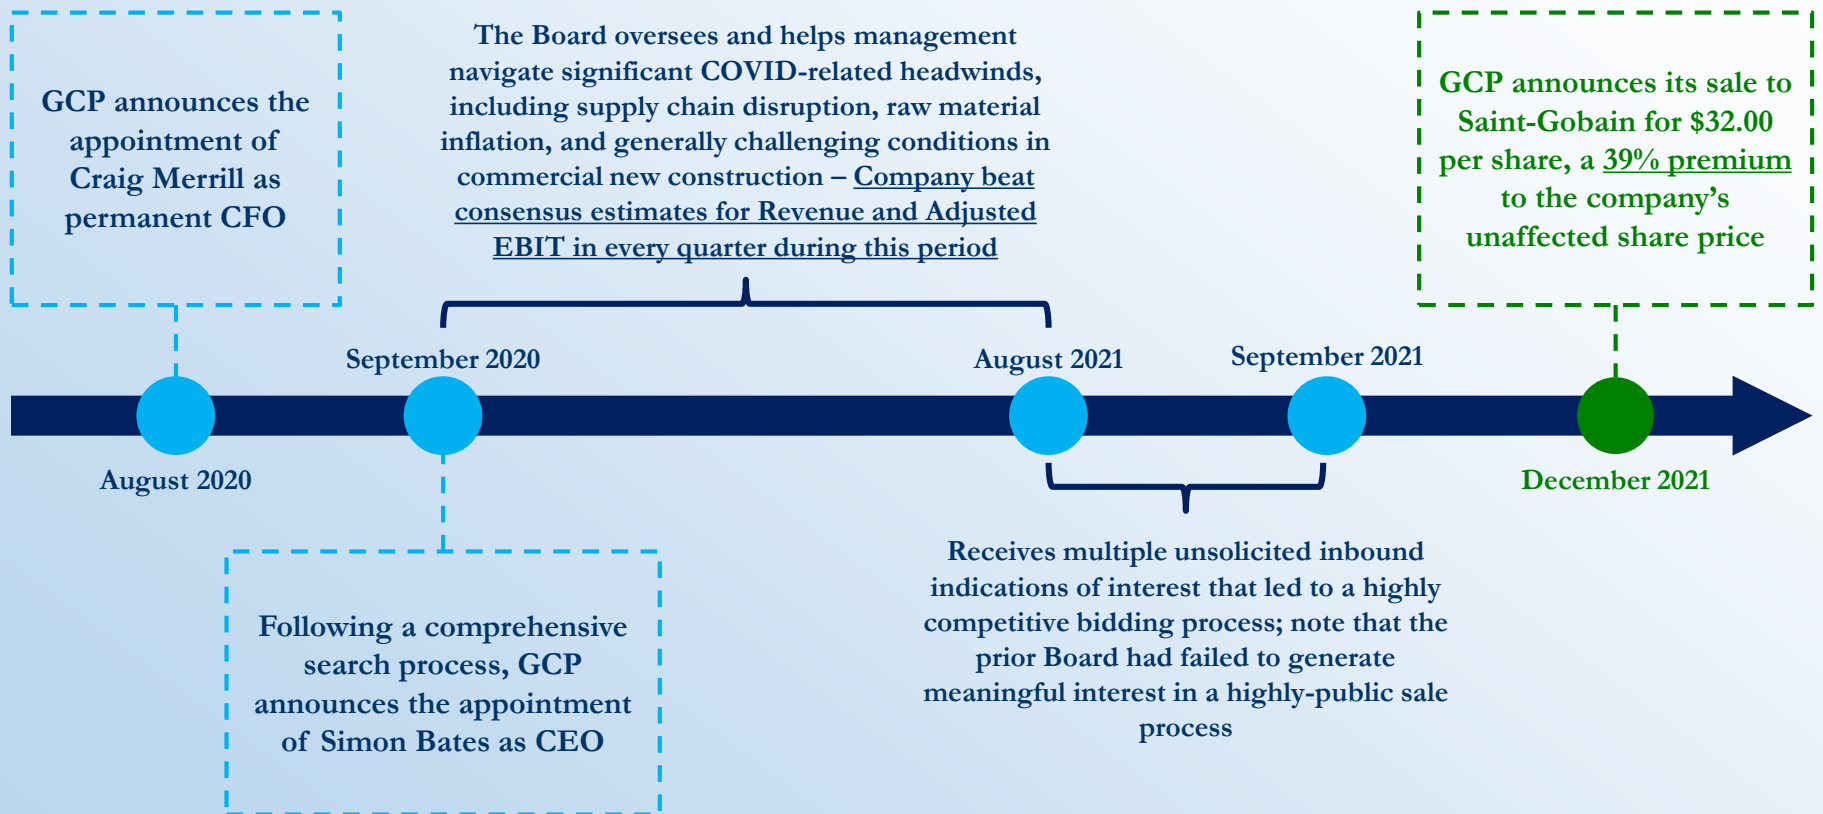 GCP announces the
appointment of
Craig Merrill as
permanent CFO
The Board oversees and helps management
navigate significant COVID-related headwinds,
including supply chain disruption, raw material
inflation, and generally challenging conditions in
commercial new construction – Company beat
consensus estimates for Revenue and Adjusted
EBIT in every quarter during this period
GCP announces its sale to
Saint-Gobain for $32.00
per share, a 39% premium
to the company’s
unaffected share price
September 2020
August 2021
September 2021
August 2020
December 2021
Following a comprehensive
search process, GCP
announces the appointment
of Simon Bates as CEO
Receives multiple unsolicited inbound
indications of interest that led to a highly
competitive bidding process; note that the
prior Board had failed to generate
meaningful interest in a highly-public sale
process